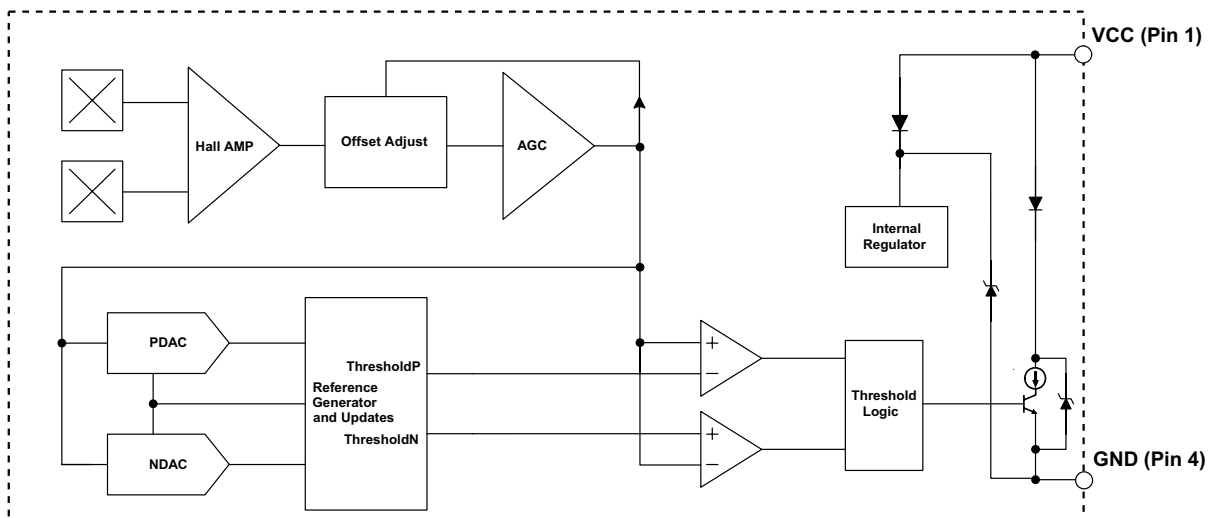 VCC (Pin 1)
Hall AMP
Offset Adjust
AGC
Internal
Regulator
PDAC
ThresholdP
Reference
Generator
and Updates
ThresholdN
NDAC
+
−
+
−
Threshold
Logic
GND (Pin 4)